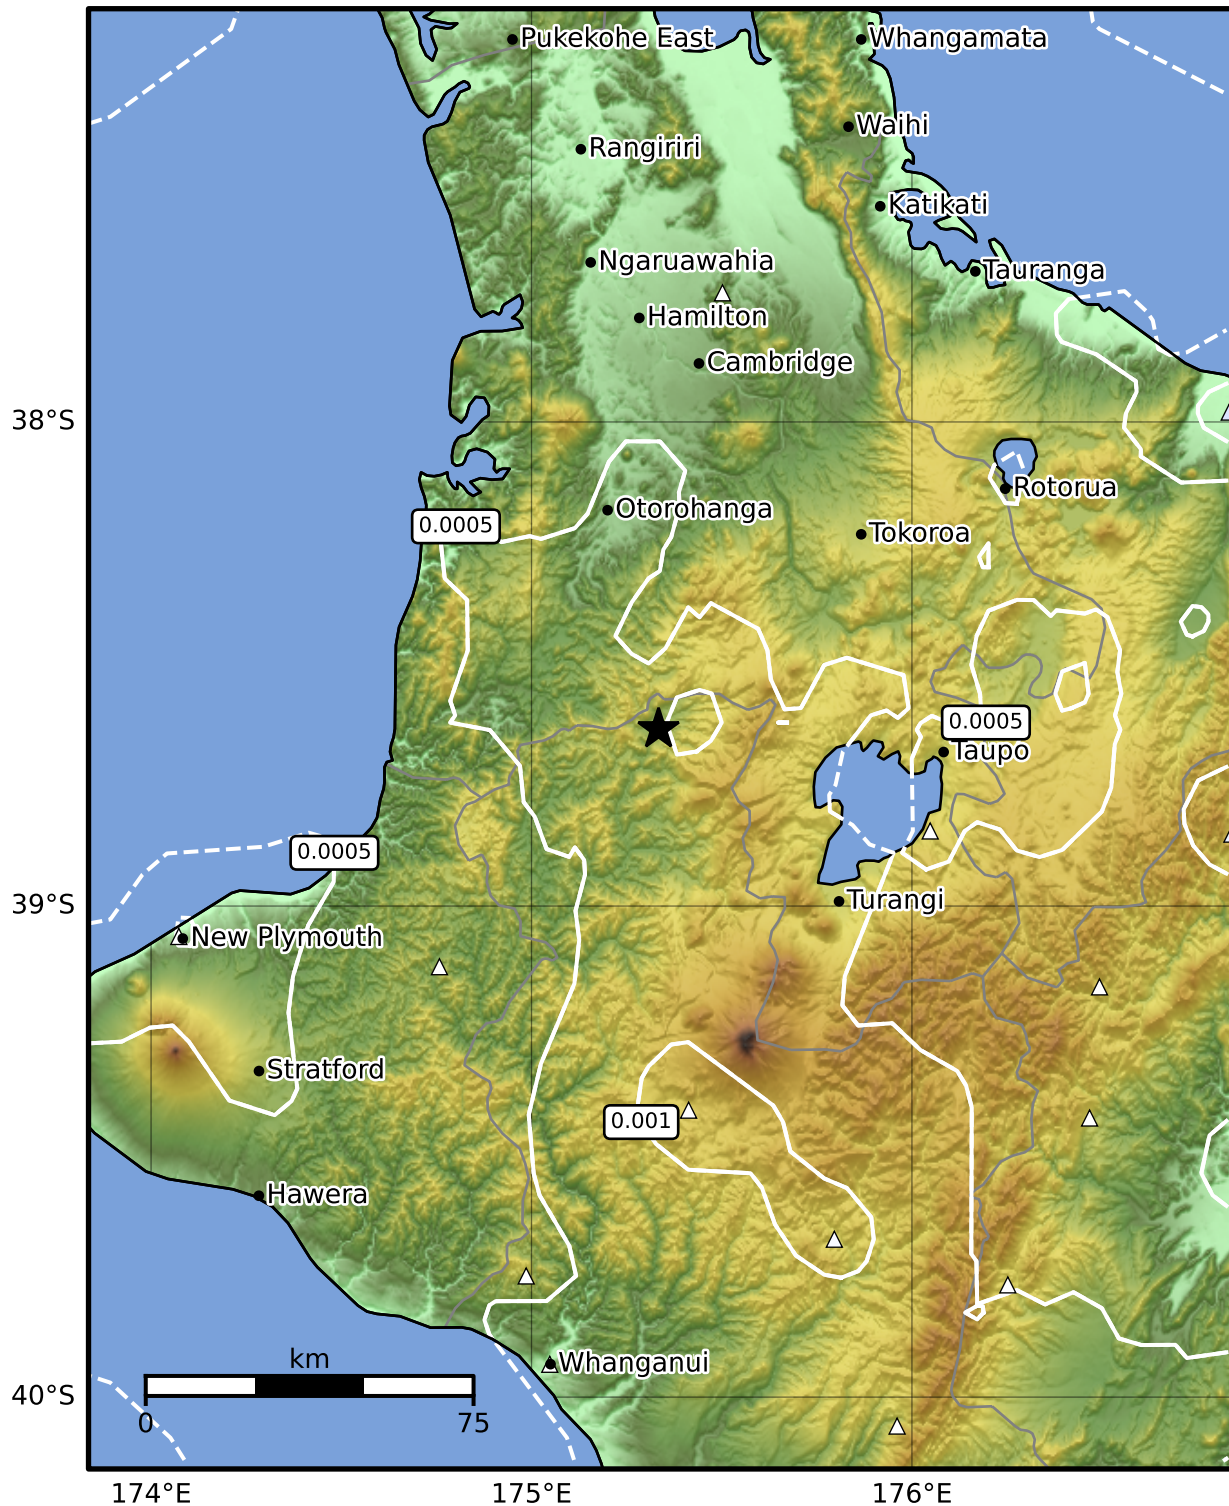 Pukekohe East
Whangamata
Waihi
Rangiriri
Katikati
Ngaruawahia
Tauranga
Hamilton
Cambridge
38°S
Rotorua
Otorohanga
0.0005
Tokoroa
0.0005
Taupo
0.0005
39°S
Turangi
New Plymouth
Stratford
0.001
Hawera
km
Whanganui
40°S
0
75
174°E
175°E
176°E